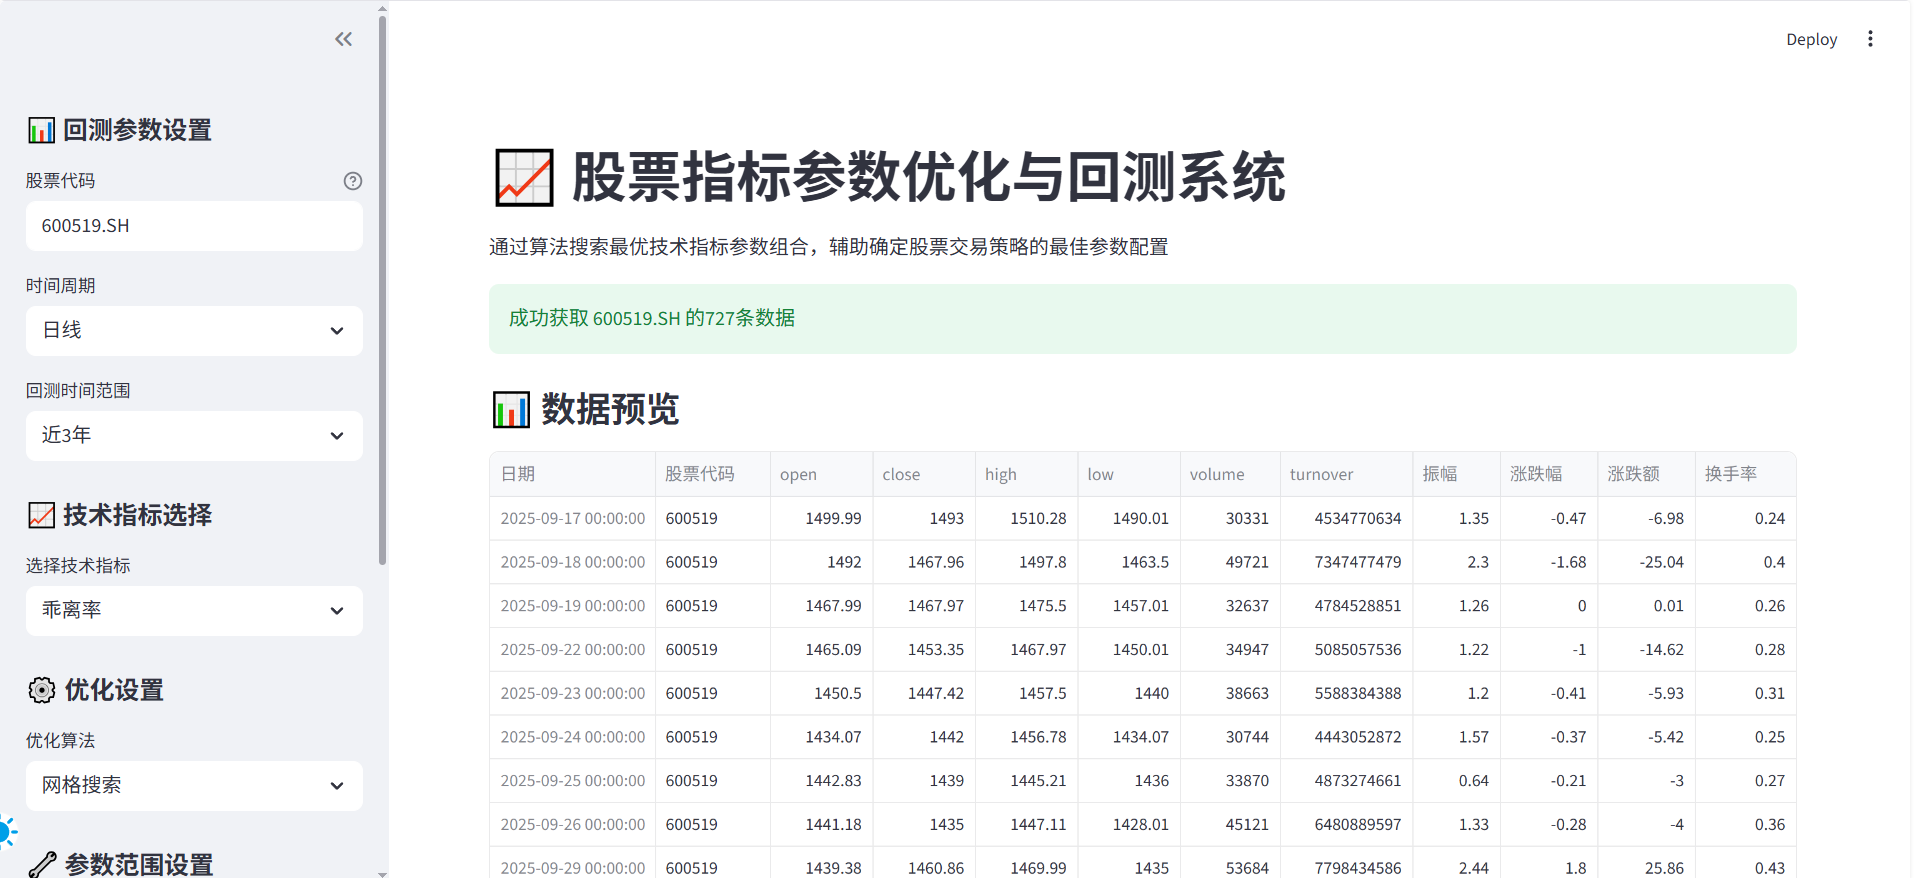 Deploy
回测参数设置
股票代码
600519.SH
时间周期
日线
回测时间范围
近3年
技术指标选择
选择技术指标
乖离率
优化设置
优化算法
网格搜索
参数范围设置
股票指标参数优化与回测系统
通过算法搜索最优技术指标参数组合，辅助确定股票交易策略的最佳参数配置
成功获取 600519.SH 的727条数据
数据预览
日期 股票代码 open close high low volume turnover 振幅 涨跌幅 涨跌额 换手率
2025-09-17 00:00:00 600519 1499.99 1493 1510.28 1490.01 30331 4534770634 1.35 -0.47 -6.98 0.24
2025-09-18 00:00:00 600519 1492 1467.96 1497.8 1463.5 49721 7347477479 2.3 -1.68 -25.04 0.4
2025-09-19 00:00:00 600519 1467.99 1467.97 1475.5 1457.01 32637 4784528851 1.26 0 0.01 0.26
2025-09-22 00:00:00 600519 1465.09 1453.35 1467.97 1450.01 34947 5085057536 1.22 -1 -14.62 0.28
2025-09-23 00:00:00 600519 1450.5 1447.42 1457.5 1440 38663 5588384388 1.2 -0.41 -5.93 0.31
2025-09-24 00:00:00 600519 1434.07 1442 1456.78 1434.07 30744 4443052872 1.57 -0.37 -5.42 0.25
2025-09-25 00:00:00 600519 1442.83 1439 1445.21 1436 33870 4873274661 0.64 -0.21 -3 0.27
2025-09-26 00:00:00 600519 1441.18 1435 1447.11 1428.01 45121 6480889597 1.33 -0.28 -4 0.36
2025-09-29 00:00:00 600519 1439.38 1460.86 1469.99 1435 53684 7798434586 2.44 1.8 25.86 0.43